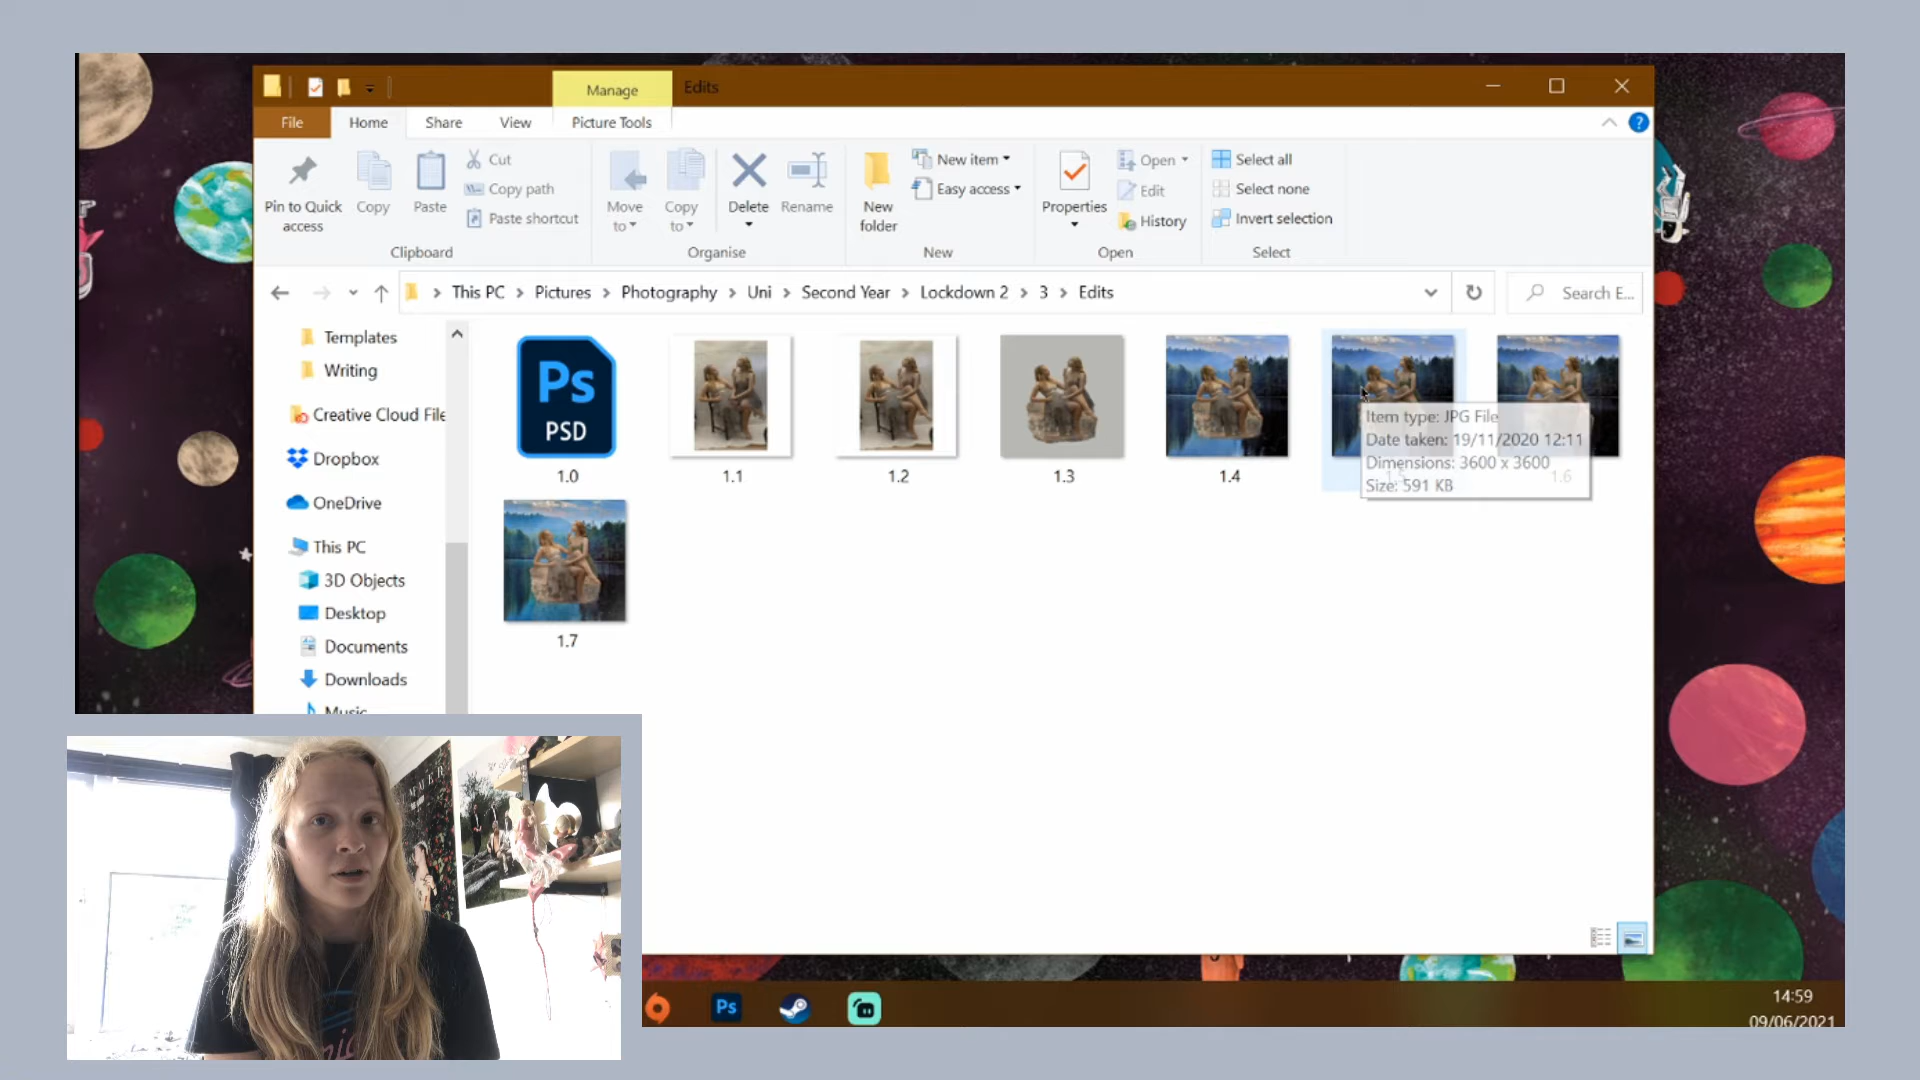 Manage Edits
File Home Share View Picture Tools
Pin to Quick access
Copy
Paste
Cut
Copy path
Paste shortcut
Clipboard
Move to
Copy to
Delete
Rename
Organise
New folder
New item
Easy access
New
Properties
Open
Edit
History
Open
Select all
Select none
Invert selection
Select
This PC > Pictures > Photography > Uni > Second Year > Lockdown 2 > 3 > Edits
Search E...
Templates
Writing
Creative Cloud File
Dropbox
OneDrive
This PC
3D Objects
Desktop
Documents
Downloads
Music
Ps
PSD
1.0
1.1
1.2
1.3
1.4
1.6
1.7
Item type: JPG File
Date taken: 19/11/2020 12:11
Dimensions: 3600 x 3600
Size: 591 KB
Ps
14:59
09/06/2021